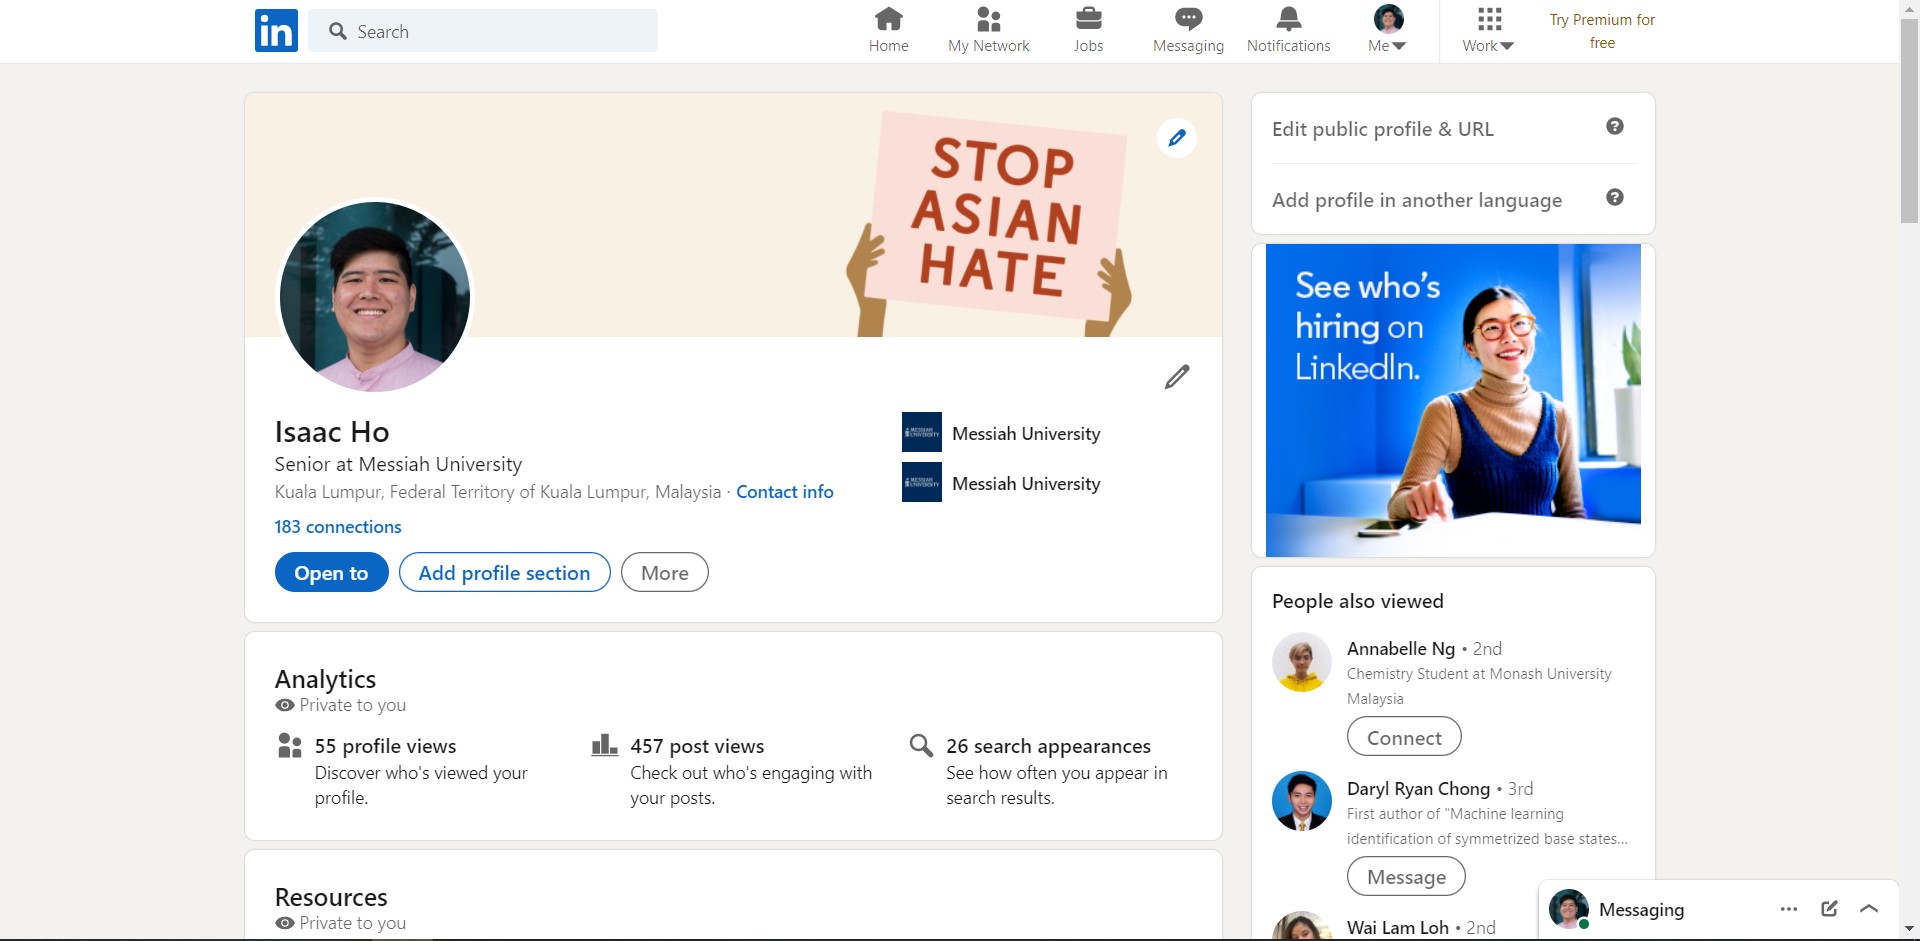 in
Search
Home
My Network
Jobs
Messaging
Notifications
Me
Work
Try Premium for
free
STOP
ASIAN
HATE
Isaac Ho
Senior at Messiah University
Kuala Lumpur, Federal Territory of Kuala Lumpur, Malaysia · Contact info
183 connections
Open to
Add profile section
More
MESSIAH
UNIVERSITY
Messiah University
MESSIAH
UNIVERSITY
Messiah University
Analytics
Private to you
55 profile views
Discover who's viewed your
profile.
457 post views
Check out who's engaging with
your posts.
26 search appearances
See how often you appear in
search results.
Resources
Private to you
Edit public profile & URL
Add profile in another language
See who's
hiring on
LinkedIn.
People also viewed
Annabelle Ng • 2nd
Chemistry Student at Monash University
Malaysia
Connect
Daryl Ryan Chong • 3rd
First author of "Machine learning
identification of symmetrized base states...
Message
Wai Lam Loh • 2nd
Messaging